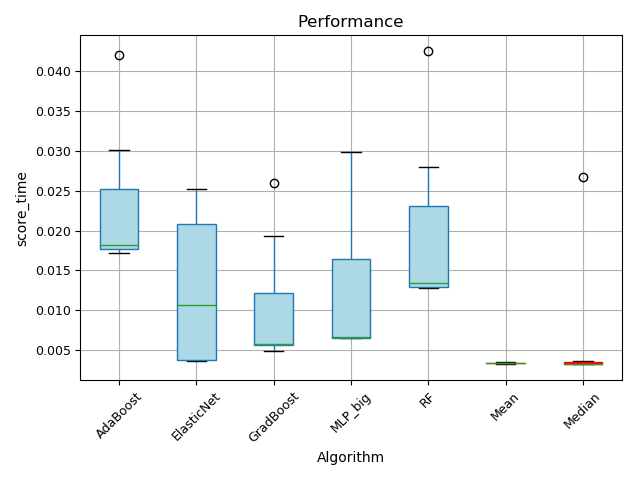 Performance
score_time
0.040
0.035
0.030
0.025
0.020
0.015
0.010
0.005
AdaBoost
ElasticNet
GradBoost
MLP_big
RF
Mean
Median
Algorithm